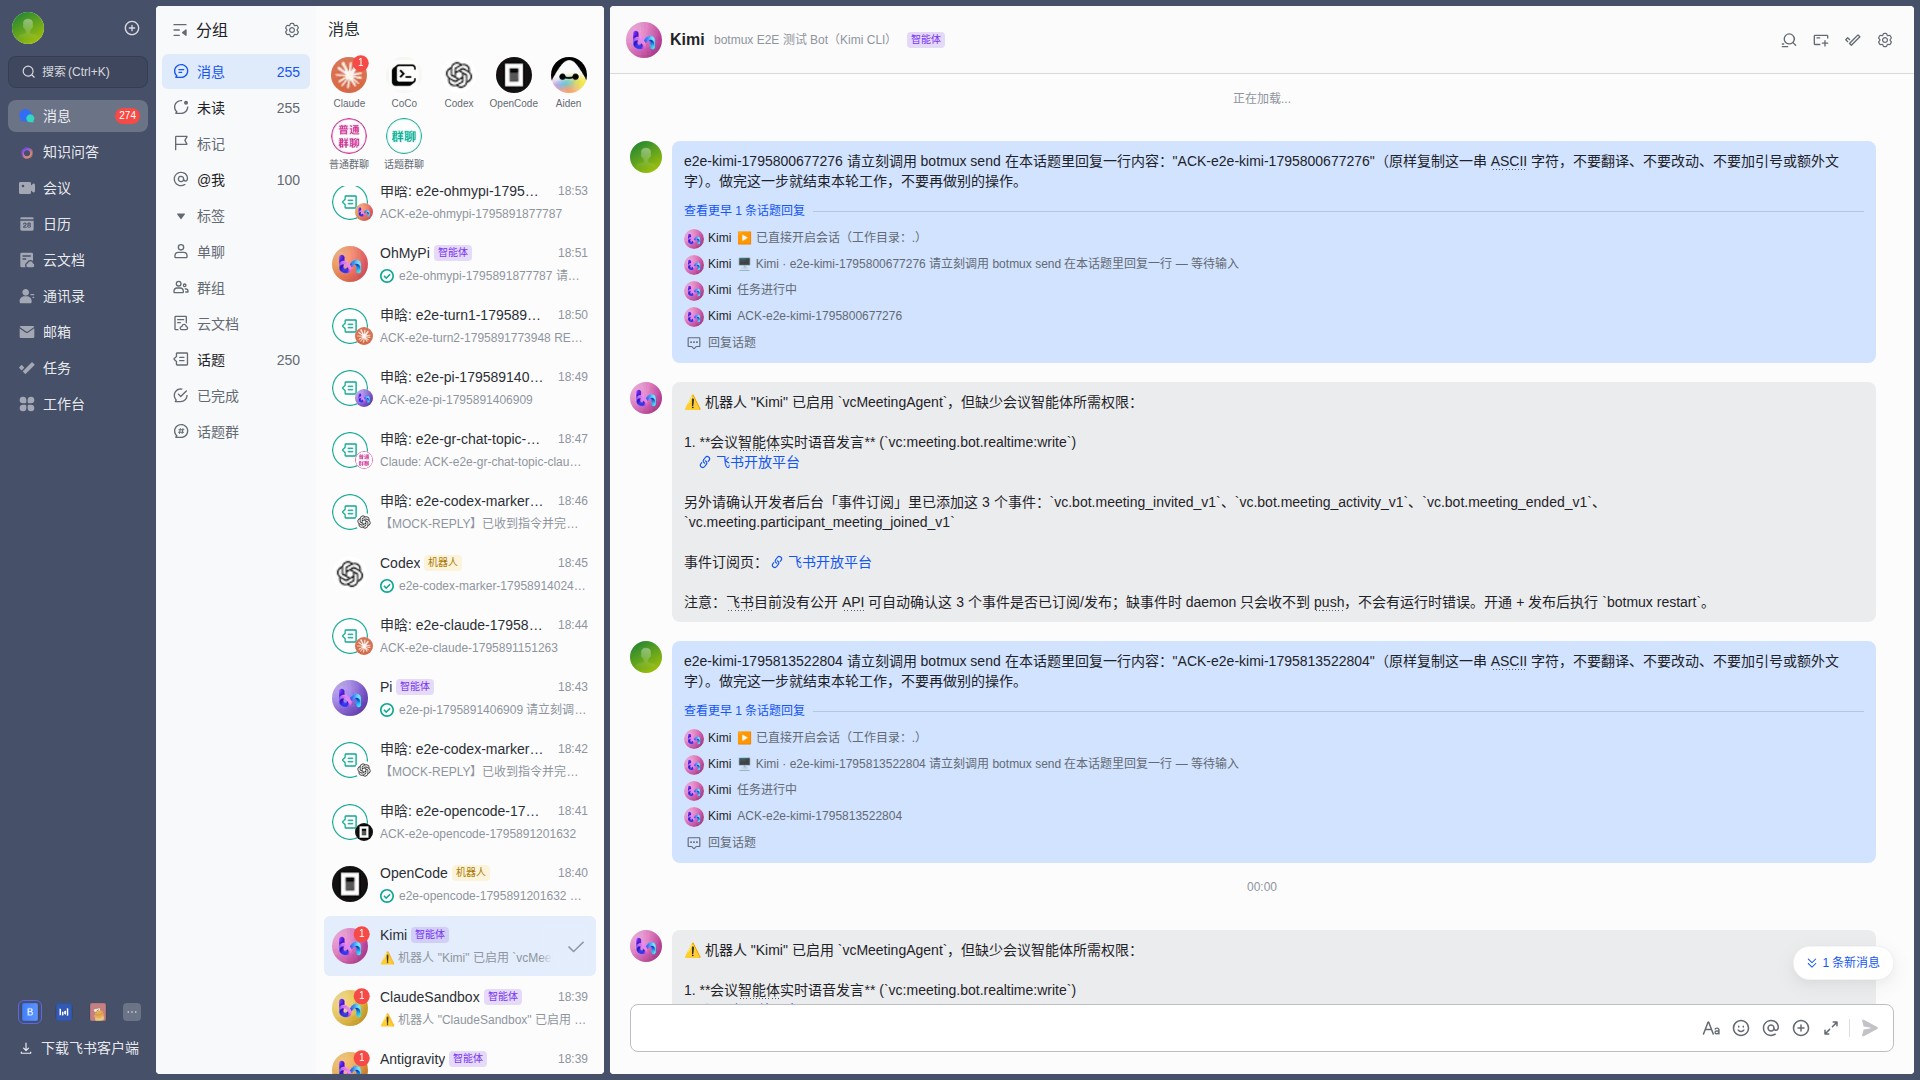 搜索 (Ctrl+K)
消息 274
知识问答
会议
日历
云文档
通讯录
邮箱
任务
工作台
下载飞书客户端
分组
消息 255
未读 255
标记
@我 100
标签
单聊
群组
云文档
话题 250
已完成
话题群
消息
1
Claude CoCo Codex OpenCode Aiden
普通群聊 群聊
普通群聊 话题群聊
申晗: e2e-ohmypi-1795… 18:53
ACK-e2e-ohmypi-1795891877787
OhMyPi 智能体 18:51
e2e-ohmypi-1795891877787 请…
申晗: e2e-turn1-179589… 18:50
ACK-e2e-turn2-1795891773948 RE…
申晗: e2e-pi-179589140… 18:49
ACK-e2e-pi-1795891406909
申晗: e2e-gr-chat-topic-… 18:47
Claude: ACK-e2e-gr-chat-topic-clau…
申晗: e2e-codex-marker… 18:46
【MOCK-REPLY】已收到指令并完…
Codex 机器人 18:45
e2e-codex-marker-17958914024…
申晗: e2e-claude-17958… 18:44
ACK-e2e-claude-1795891151263
Pi 智能体 18:43
e2e-pi-1795891406909 请立刻调…
申晗: e2e-codex-marker… 18:42
【MOCK-REPLY】已收到指令并完…
申晗: e2e-opencode-17… 18:41
ACK-e2e-opencode-1795891201632
OpenCode 机器人 18:40
e2e-opencode-1795891201632 …
1
Kimi 智能体
⚠️ 机器人 "Kimi" 已启用 `vcMee
1
ClaudeSandbox 智能体 18:39
⚠️ 机器人 "ClaudeSandbox" 已启用 …
1
Antigravity 智能体 18:39
Kimi botmux E2E 测试 Bot（Kimi CLI） 智能体
正在加载...
e2e-kimi-1795800677276 请立刻调用 botmux send 在本话题里回复一行内容："ACK-e2e-kimi-1795800677276"（原样复制这一串 ASCII 字符，不要翻译、不要改动、不要加引号或额外文
字）。做完这一步就结束本轮工作，不要再做别的操作。
查看更早 1 条话题回复
Kimi ▶️ 已直接开启会话（工作目录：.）
Kimi 🖥️ Kimi · e2e-kimi-1795800677276 请立刻调用 botmux send 在本话题里回复一行 — 等待输入
Kimi 任务进行中
Kimi ACK-e2e-kimi-1795800677276
回复话题
⚠️ 机器人 "Kimi" 已启用 `vcMeetingAgent`，但缺少会议智能体所需权限：
1. **会议智能体实时语音发言** (`vc:meeting.bot.realtime:write`)
飞书开放平台
另外请确认开发者后台「事件订阅」里已添加这 3 个事件：`vc.bot.meeting_invited_v1`、`vc.bot.meeting_activity_v1`、`vc.bot.meeting_ended_v1`、
`vc.meeting.participant_meeting_joined_v1`
事件订阅页： 飞书开放平台
注意：飞书目前没有公开 API 可自动确认这 3 个事件是否已订阅/发布；缺事件时 daemon 只会收不到 push，不会有运行时错误。开通 + 发布后执行 `botmux restart`。
e2e-kimi-1795813522804 请立刻调用 botmux send 在本话题里回复一行内容："ACK-e2e-kimi-1795813522804"（原样复制这一串 ASCII 字符，不要翻译、不要改动、不要加引号或额外文
字）。做完这一步就结束本轮工作，不要再做别的操作。
查看更早 1 条话题回复
Kimi ▶️ 已直接开启会话（工作目录：.）
Kimi 🖥️ Kimi · e2e-kimi-1795813522804 请立刻调用 botmux send 在本话题里回复一行 — 等待输入
Kimi 任务进行中
Kimi ACK-e2e-kimi-1795813522804
回复话题
00:00
⚠️ 机器人 "Kimi" 已启用 `vcMeetingAgent`，但缺少会议智能体所需权限：
1 条新消息
1. **会议智能体实时语音发言** (`vc:meeting.bot.realtime:write`)